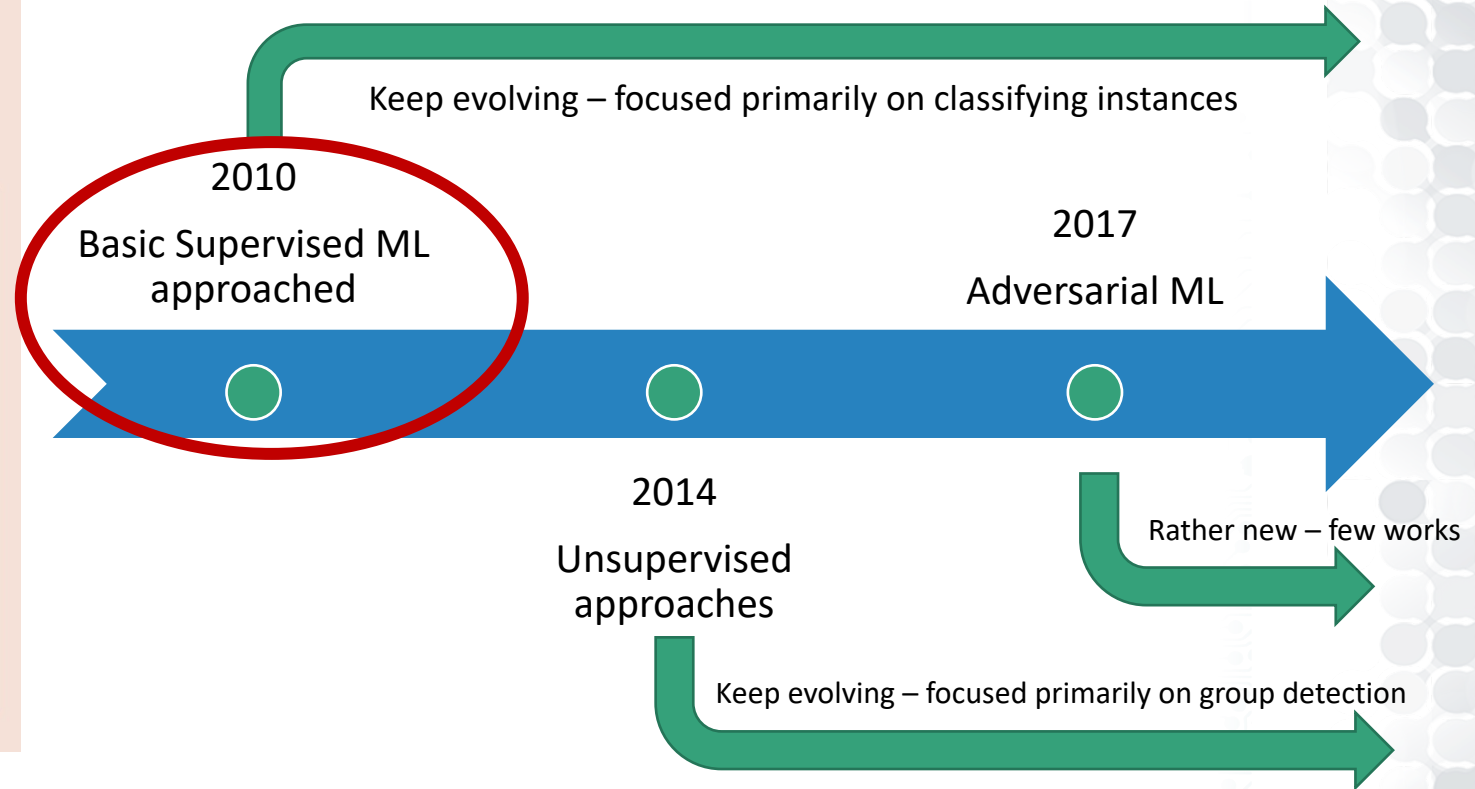 Keep evolving – focused primarily on classifying instances
2010
Basic Supervised ML
approached
2017
Adversarial ML
2014
Unsupervised
approaches
Rather new – few works
Keep evolving – focused primarily on group detection